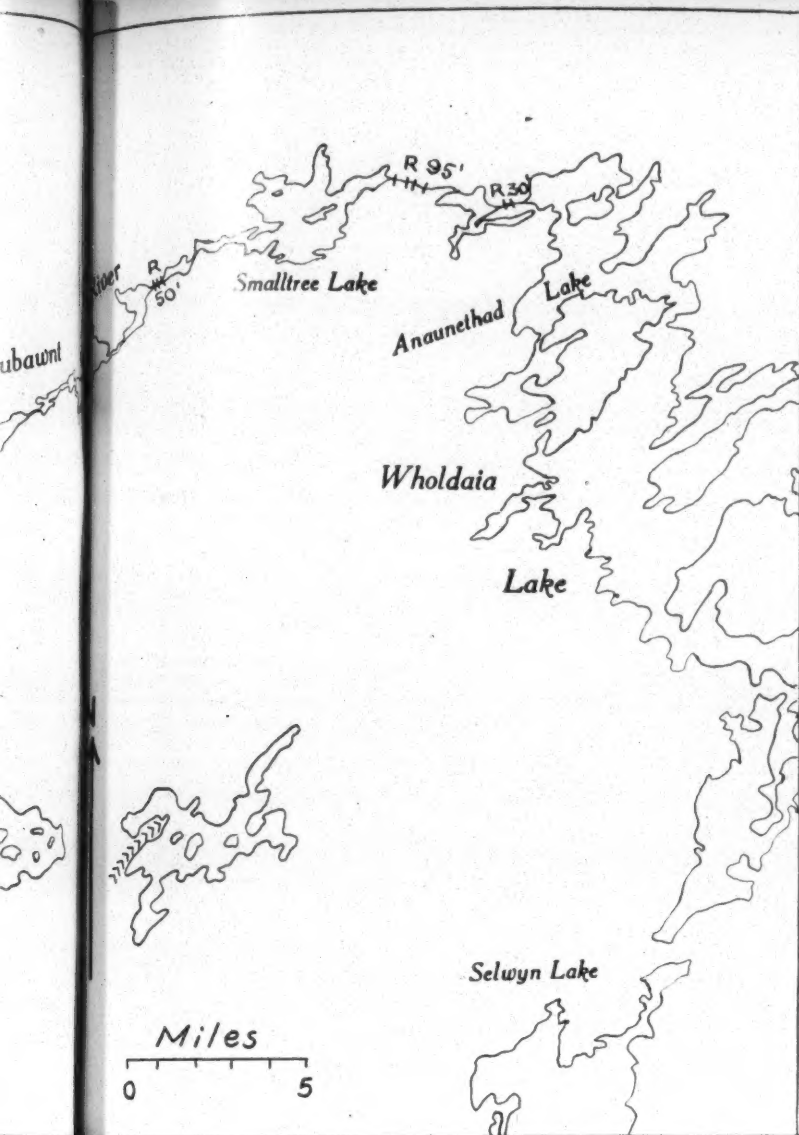 R 95'
R 30
River
R
50'
Smalltree Lake
Lake
Anaunethad
ubawnt
Wholdaia
Lake
Selwyn Lake
Miles
0 5